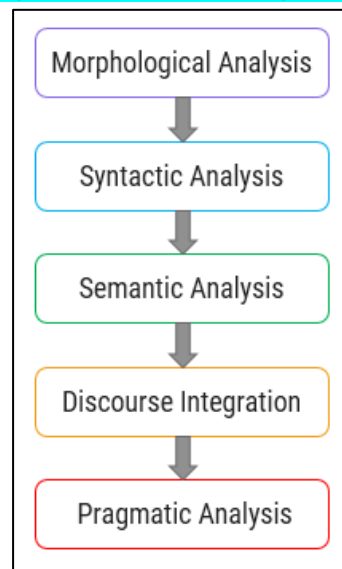 Morphological Analysis
Syntactic Analysis
Semantic Analysis
Discourse Integration
Pragmatic Analysis